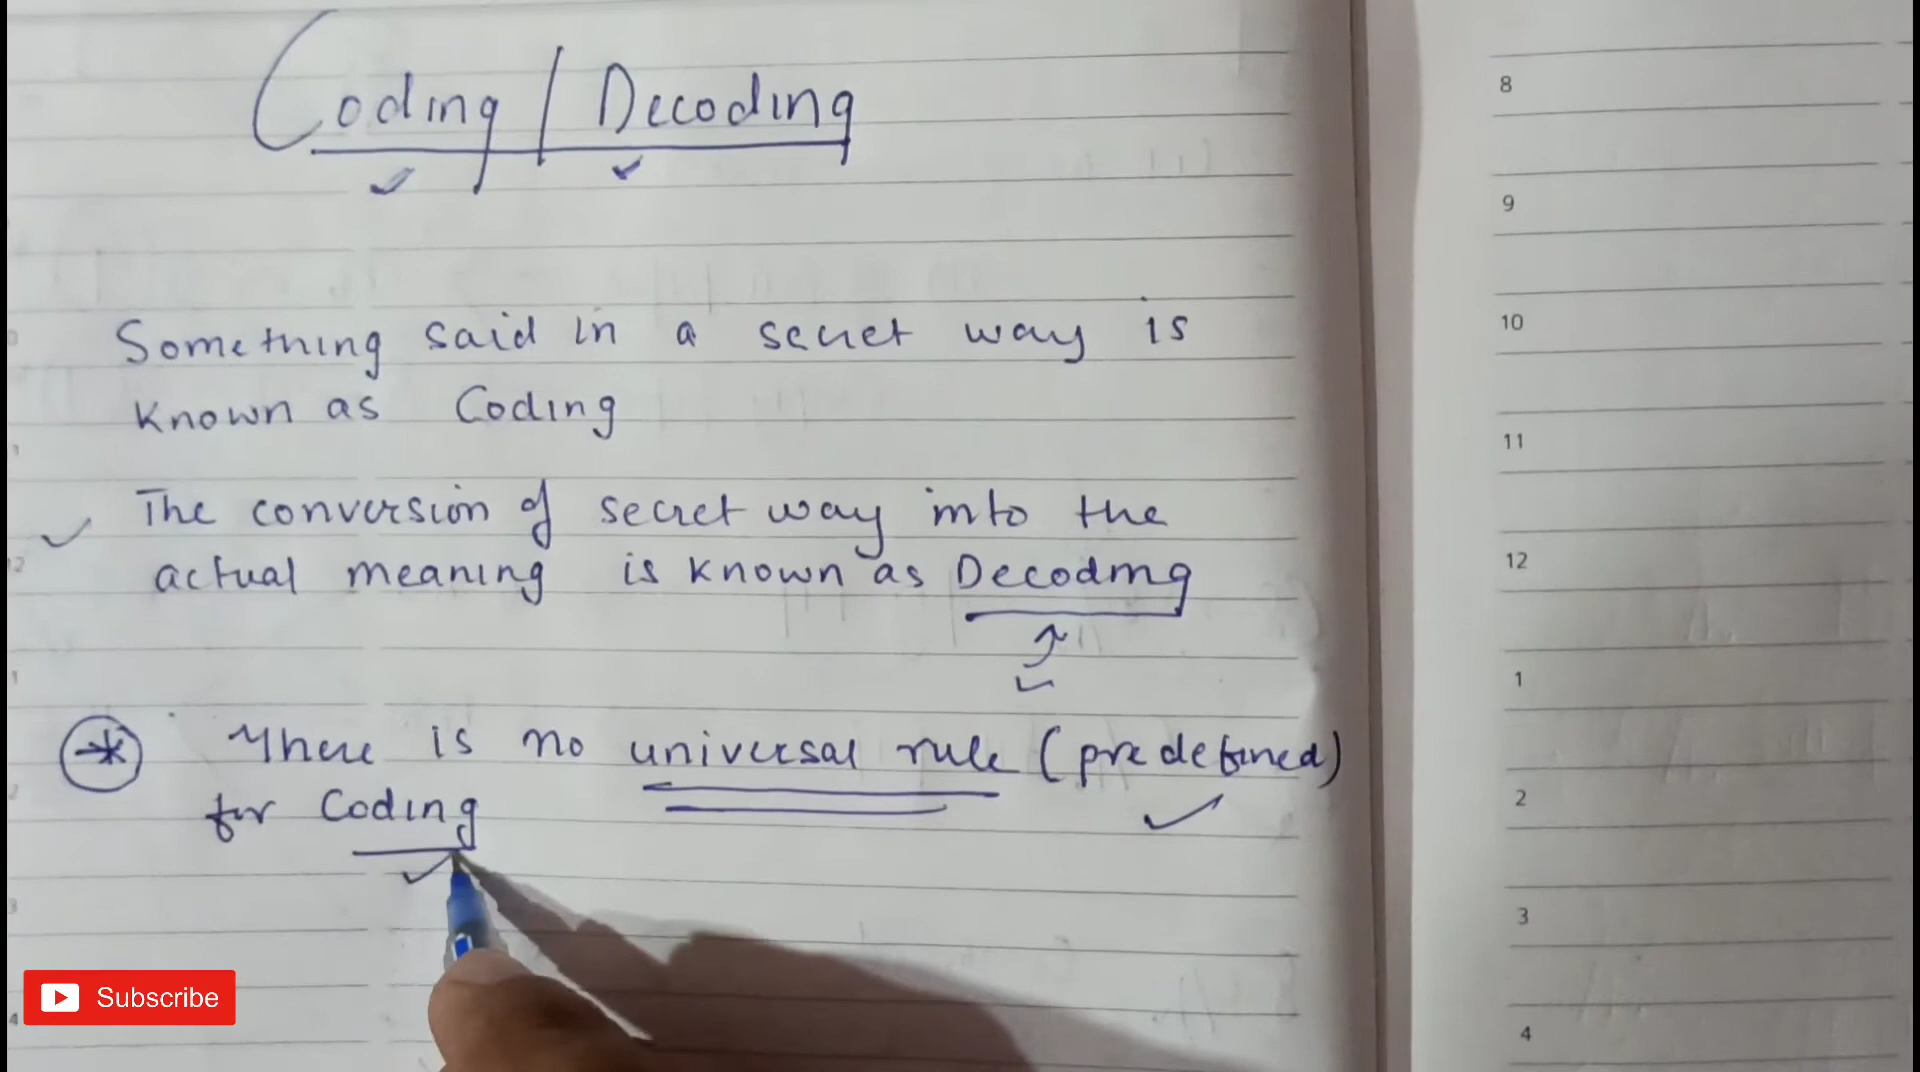 Coding / Decoding
Something said in a secret way is
known as Coding
The conversion of secret way into the
actual meaning is known as Decoding
There is no universal rule (predefined)
for Coding
Subscribe
8
9
10
11
12
1
2
3
4